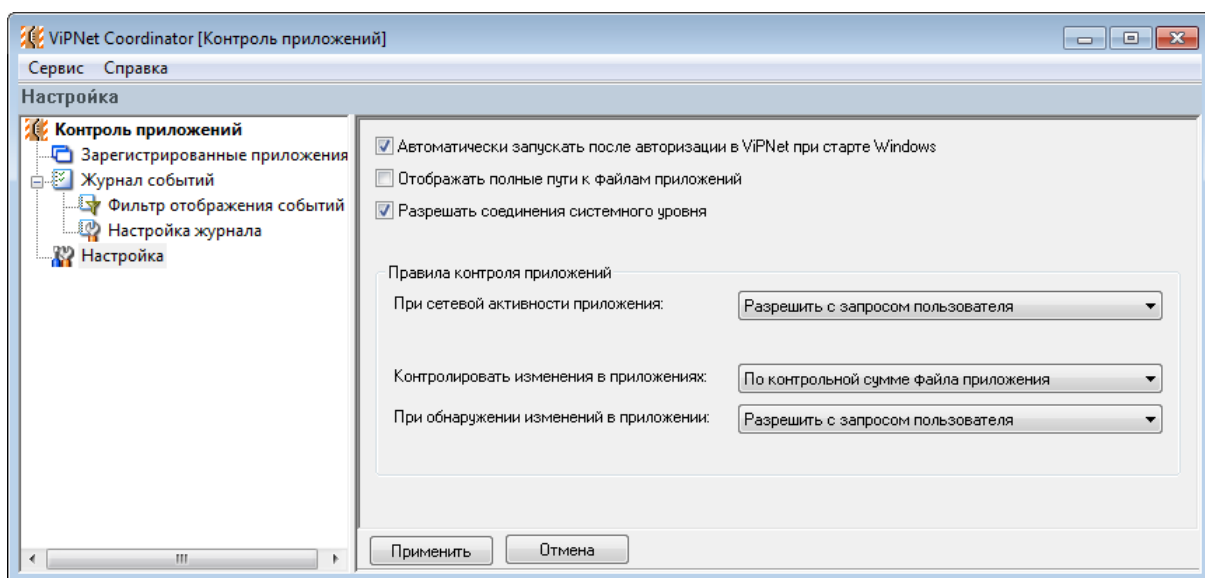 ViPNet Coordinator [Контроль приложений]
Сервис Справка
Настройка
Контроль приложений
Зарегистрированные приложения
Журнал событий
Фильтр отображения событий
Настройка журнала
Настройка
Автоматически запускать после авторизации в ViPNet при старте Windows
Отображать полные пути к файлам приложений
Разрешать соединения системного уровня
Правила контроля приложений
При сетевой активности приложения: Разрешить с запросом пользователя
Контролировать изменения в приложениях: По контрольной сумме файла приложения
При обнаружении изменений в приложении: Разрешить с запросом пользователя
Применить Отмена